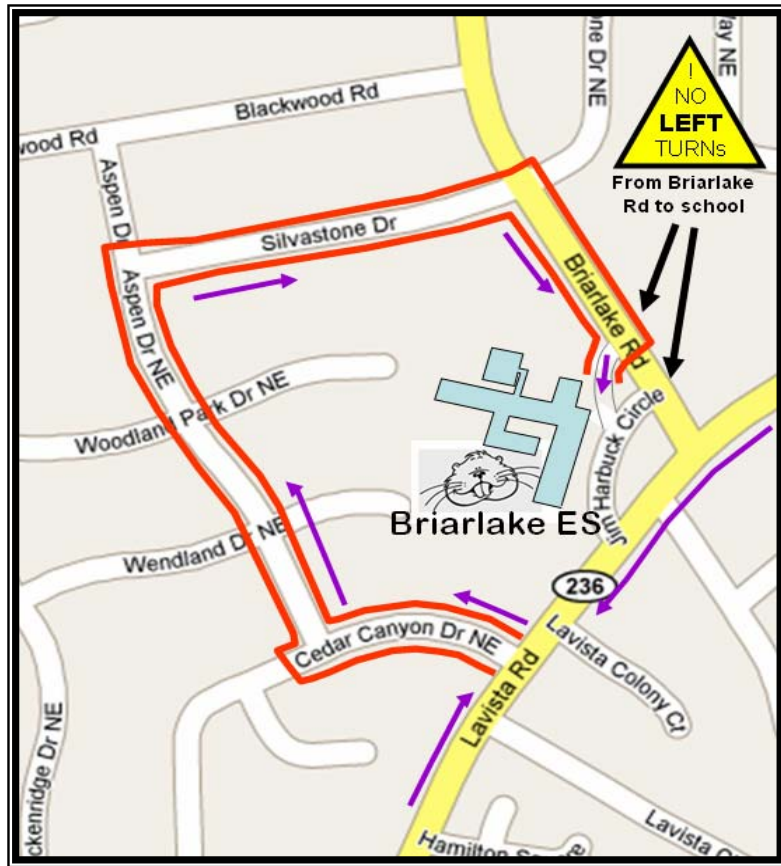 Blackwood Rd
wood Rd
one Dr NE
Way NE
!
NO
LEFT
TURNs
From Briarlake
Rd to school
Aspen Dr
Silvastone Dr
Briarlake Rd
Aspen Dr NE
Woodland Park Dr NE
Jim Harbuck Circle
Briarlake ES
Wendland Dr NE
236
Cedar Canyon Dr NE
Lavista Colony Ct
Lavista Rd
ckenridge Dr NE
Lavista
Hamilton